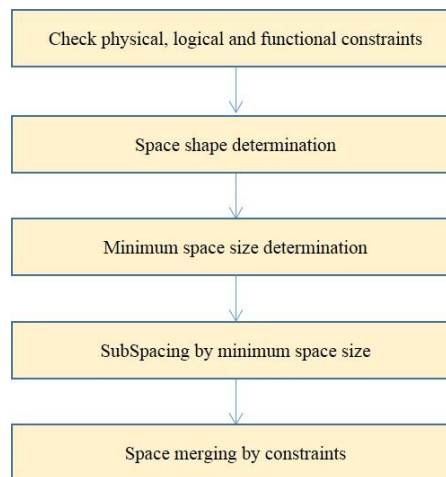 Check physical, logical and functional constraints
Space shape determination
Minimum space size determination
SubSpacing by minimum space size
Space merging by constraints